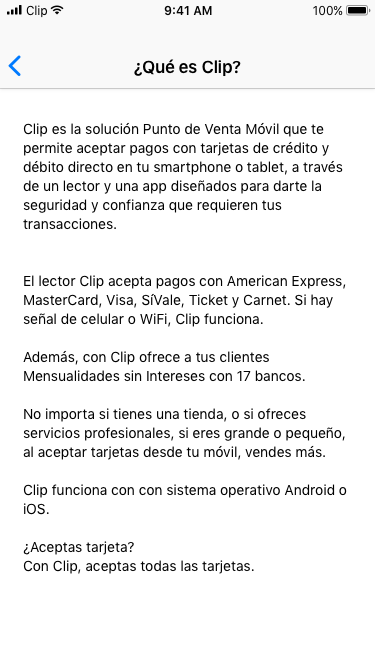 Clip
9:41 AM
100%
¿Qué es Clip?
Clip es la solución Punto de Venta Móvil que te
permite aceptar pagos con tarjetas de crédito y
débito directo en tu smartphone o tablet, a través
de un lector y una app diseñados para darte la
seguridad y confianza que requieren tus
transacciones.
El lector Clip acepta pagos con American Express,
MasterCard, Visa, SíVale, Ticket y Carnet. Si hay
señal de celular o WiFi, Clip funciona.
Además, con Clip ofrece a tus clientes
Mensualidades sin Intereses con 17 bancos.
No importa si tienes una tienda, o si ofreces
servicios profesionales, si eres grande o pequeño,
al aceptar tarjetas desde tu móvil, vendes más.
Clip funciona con con sistema operativo Android o
iOS.
¿Aceptas tarjeta?
Con Clip, aceptas todas las tarjetas.